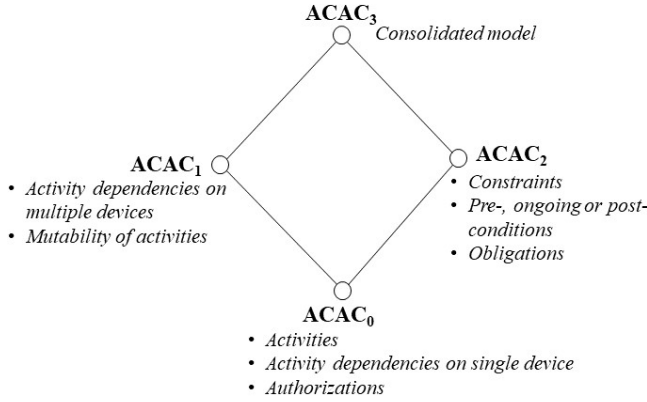 ACAC3
Consolidated model
ACAC1
• Activity dependencies on
multiple devices
• Mutability of activities
ACAC2
• Constraints
• Pre-, ongoing or post-
conditions
• Obligations
ACAC0
• Activities
• Activity dependencies on single device
• Authorizations